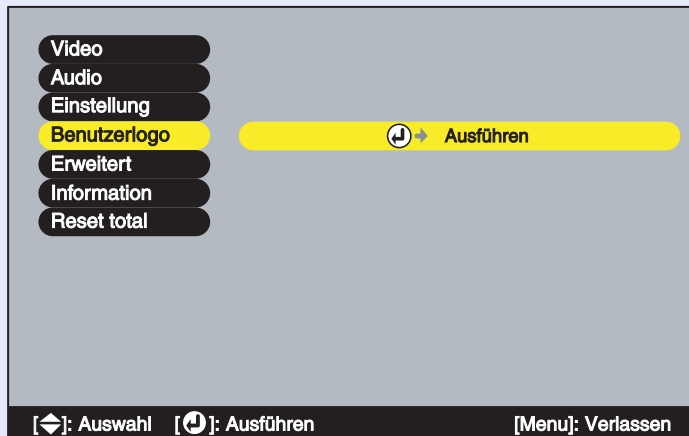 Video
Audio
Einstellung
Benutzerlogo
Ausführen
Erweitert
Information
Reset total
[ ]: Auswahl [ ]: Ausführen [Menu]: Verlassen